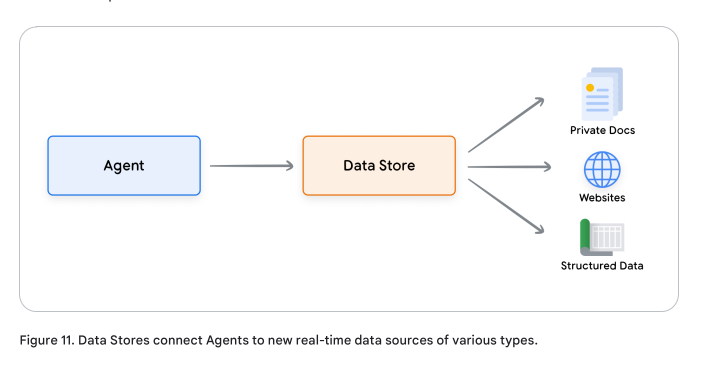 Agent
Data Store
Private Docs
Websites
Structured Data
Figure 11. Data Stores connect Agents to new real-time data sources of various types.